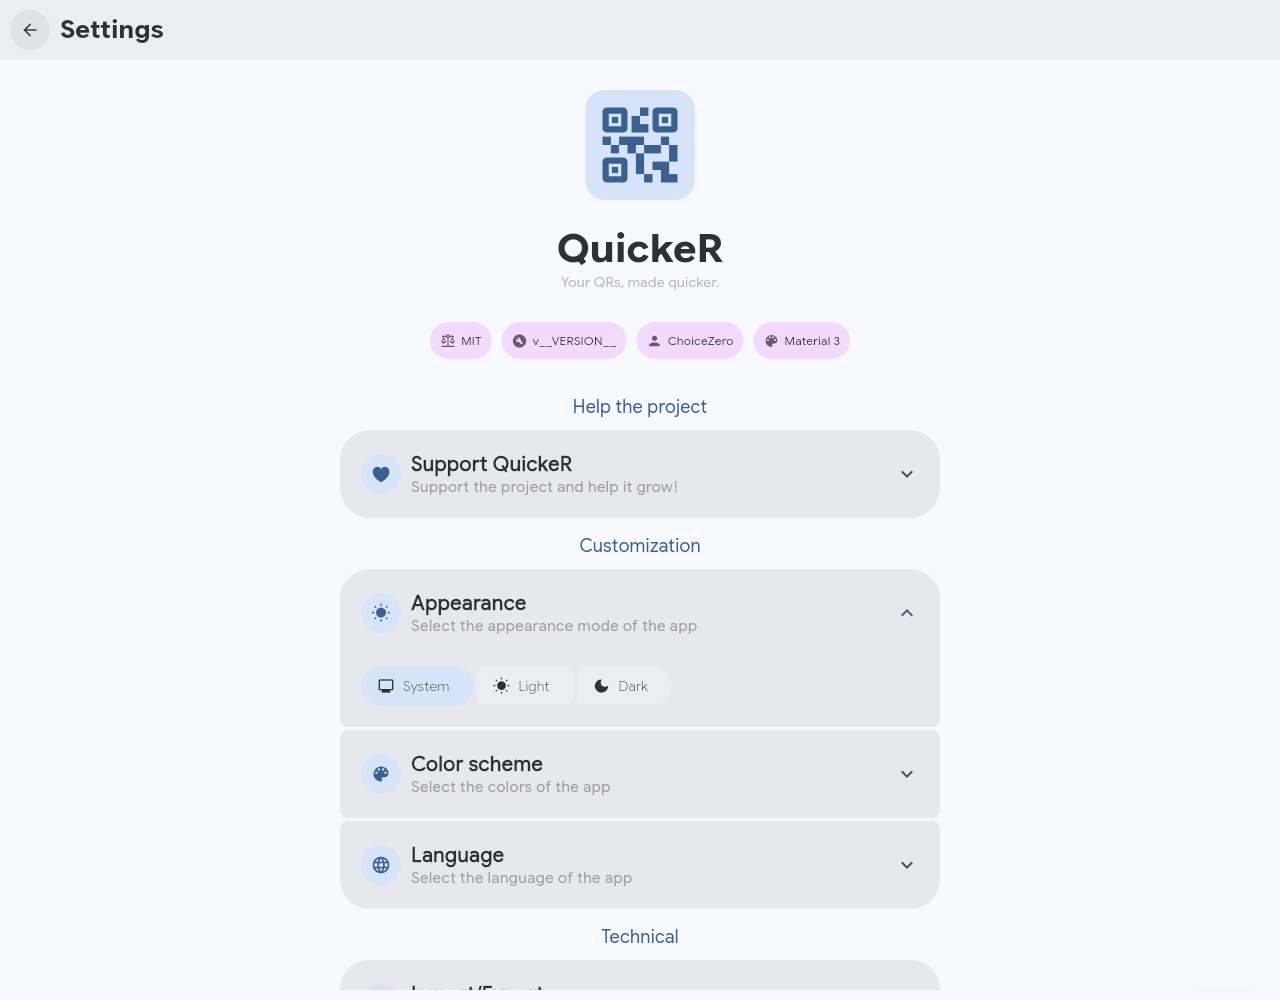 Settings
QuickeR
Your QRs, made quicker.
MIT
v__VERSION__
ChoiceZero
Material 3
Help the project
Support QuickeR
Support the project and help it grow!
Customization
Appearance
Select the appearance mode of the app
System
Light
Dark
Color scheme
Select the colors of the app
Language
Select the language of the app
Technical
Import/Export